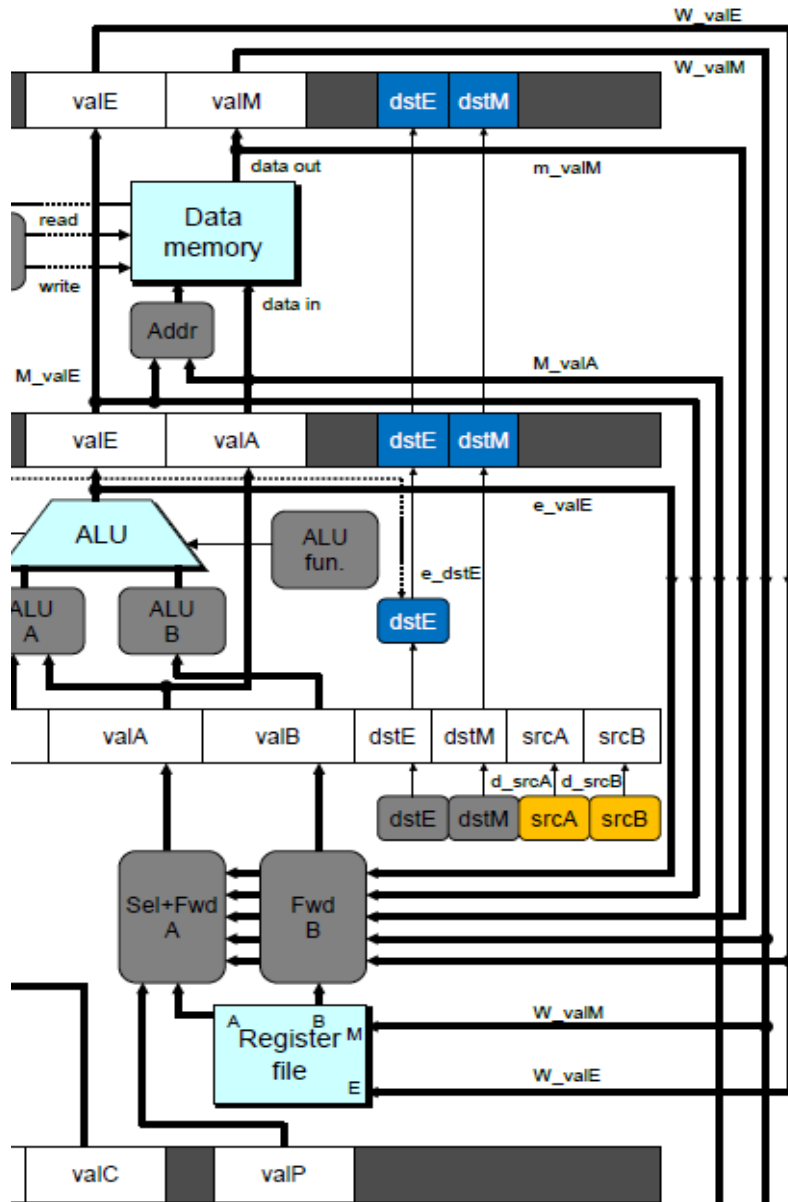 W_valE
W_valM
valE valM dstE dstM
data out
m_valM
read
Data
memory
write
data in
Addr
M_valE
M_valA
valE valA dstE dstM
e_valE
ALU
ALU
fun.
e_dstE
ALU
A
ALU
B
dstE
valA valB dstE dstM srcA srcB
d_srcA d_srcB
dstE dstM srcA srcB
Sel+Fwd
A
Fwd
B
A B
W_valM
Register
file
M
W_valE
E
valC valP